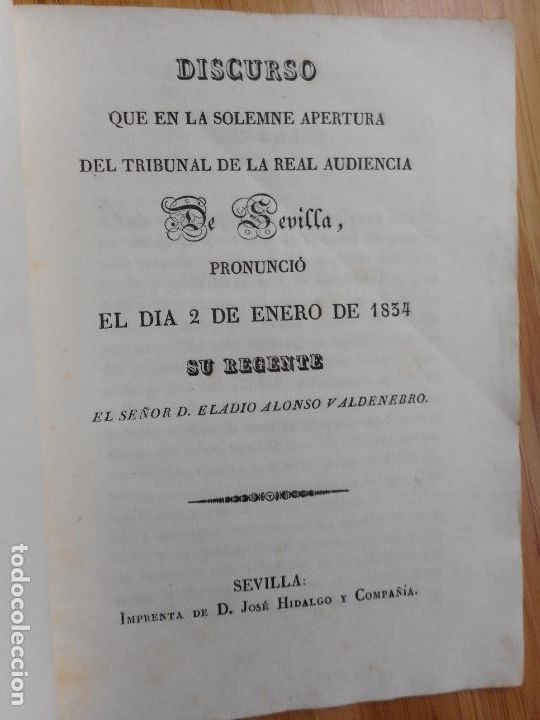 DISCURSO
QUE EN LA SOLEMNE APERTURA
DEL TRIBUNAL DE LA REAL AUDIENCIA
De Sevilla,
PRONUNCIÓ
EL DIA 2 DE ENERO DE 1834
SU REGENTE
EL SEÑOR D. ELADIO ALONSO VALDENEBRO.
SEVILLA:
IMPRENTA DE D. JOSÉ HIDALGO Y COMPAÑÍA.
todocoleccion